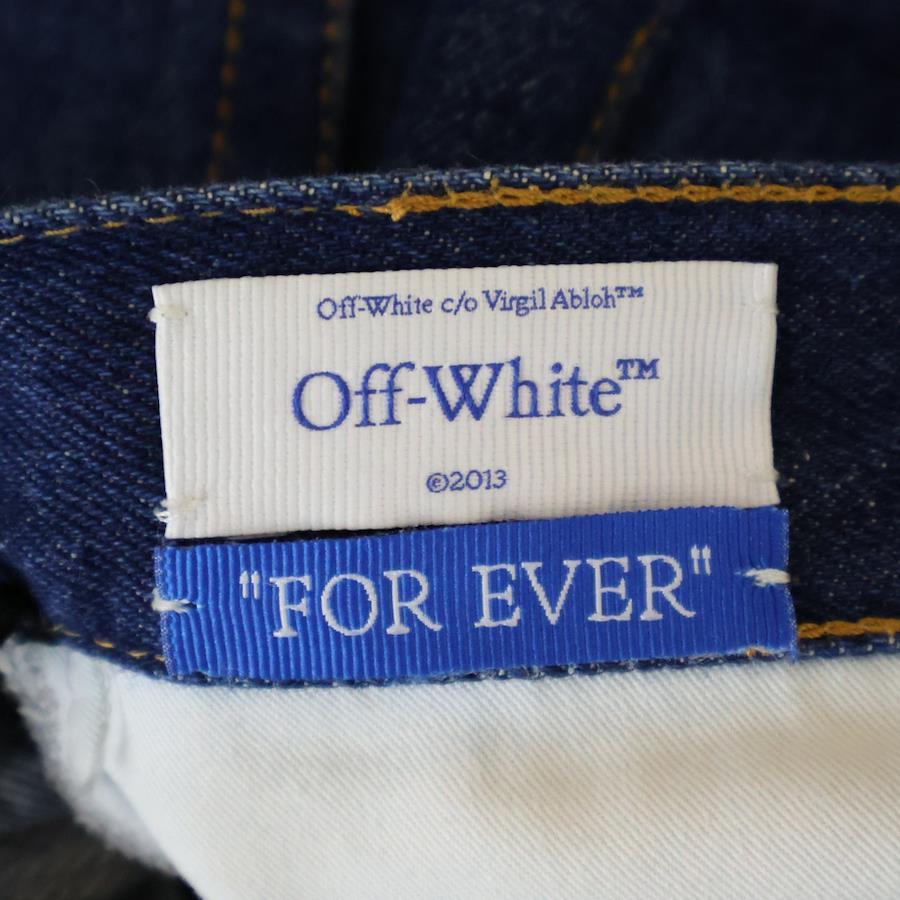 Off-White c/o Virgil Abloh™
Off-White™
©2013
"FOR EVER"